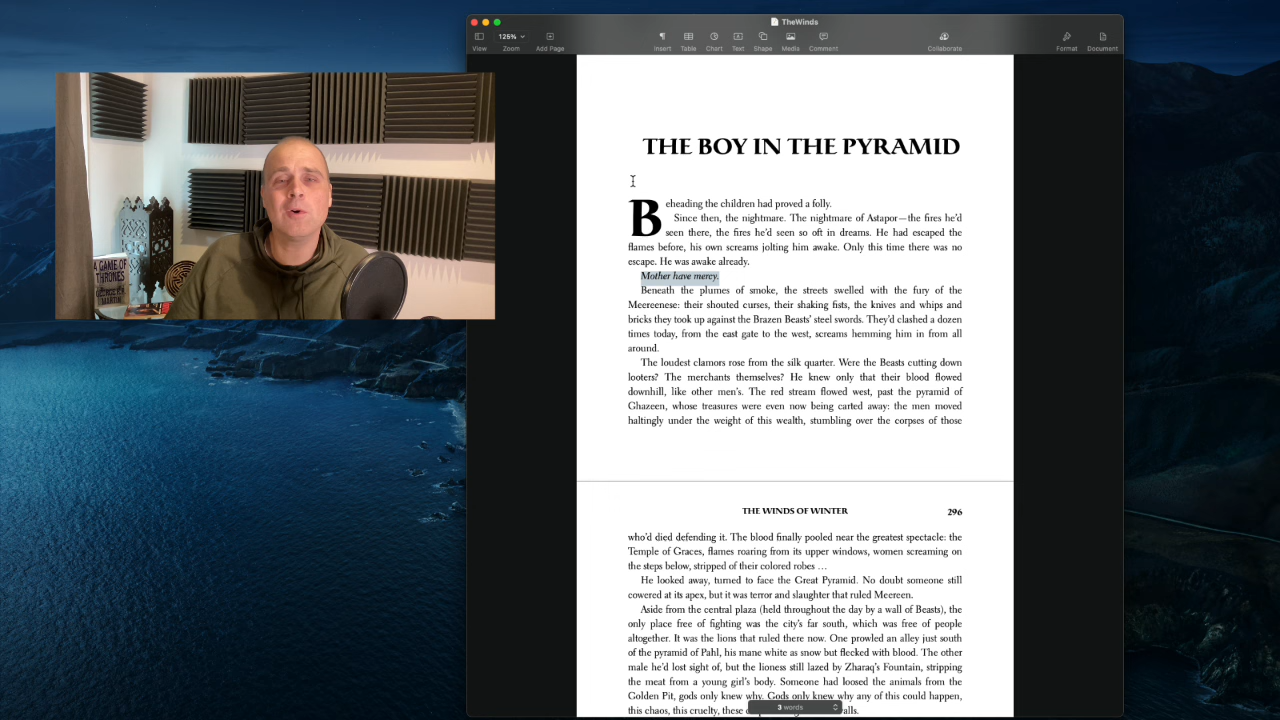 TheWinds
125%
View
Zoom
Add Page
Insert
Table
Chart
Text
Shape
Media
Comment
Collaborate
Format
Document
THE BOY IN THE PYRAMID
Beheading the children had proved a folly.
Since then, the nightmare. The nightmare of Astapor—the fires he'd
seen there, the fires he'd seen so oft in dreams. He had escaped the
flames before, his own screams jolting him awake. Only this time there was no
escape. He was awake already.
Mother have mercy.
Beneath the plumes of smoke, the streets swelled with the fury of the
Meereenese: their shouted curses, their shaking fists, the knives and whips and
bricks they took up against the Brazen Beasts' steel swords. They'd clashed a dozen
times today, from the east gate to the west, screams hemming him in from all
around.
The loudest clamors rose from the silk quarter. Were the Beasts cutting down
looters? The merchants themselves? He knew only that their blood flowed
downhill, like other men's. The red stream flowed west, past the pyramid of
Ghazeen, whose treasures were even now being carted away: the men moved
haltingly under the weight of this wealth, stumbling over the corpses of those
THE WINDS OF WINTER
296
who'd died defending it. The blood finally pooled near the greatest spectacle: the
Temple of Graces, flames roaring from its upper windows, women screaming on
the steps below, stripped of their colored robes …
He looked away, turned to face the Great Pyramid. No doubt someone still
cowered at its apex, but it was terror and slaughter that ruled Meereen.
Aside from the central plaza (held throughout the day by a wall of Beasts), the
only place free of fighting was the city's far south, which was free of people
altogether. It was the lions that ruled there now. One prowled an alley just south
of the pyramid of Pahl, his mane white as snow but flecked with blood. The other
male he'd lost sight of, but the lioness still lazed by Zharaq's Fountain, stripping
the meat from a young girl's body. Someone had loosed the animals from the
Golden Pit, gods only knew why. Gods only knew why any of this could happen,
this chaos, this cruelty, these
3 words
A GAME OF
THRONES
MARTIN